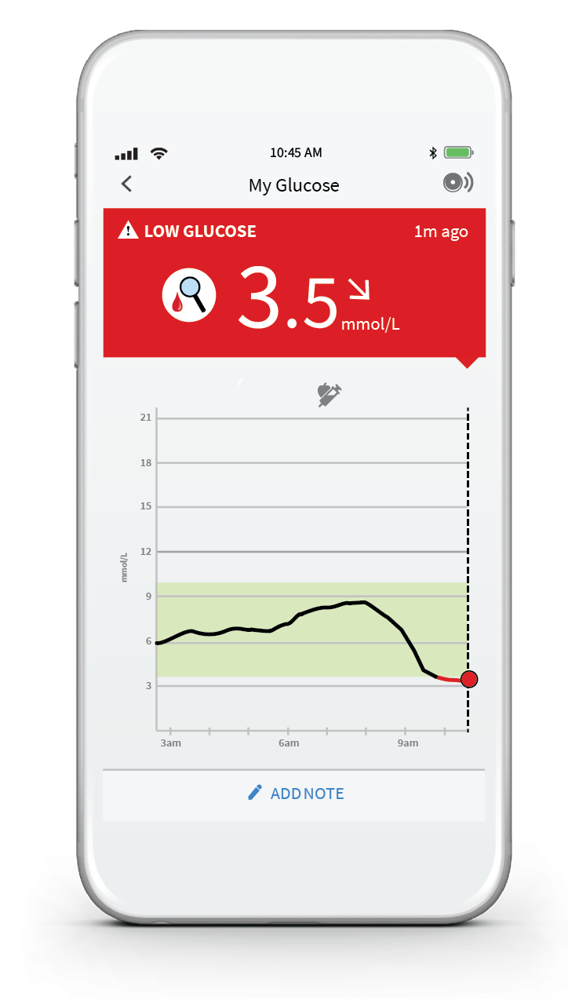 10:45 AM
My Glucose
LOW GLUCOSE
1m ago
3.5
mmol/L
21
18
15
12
9
6
3
mmol/L
3am
6am
9am
ADD NOTE